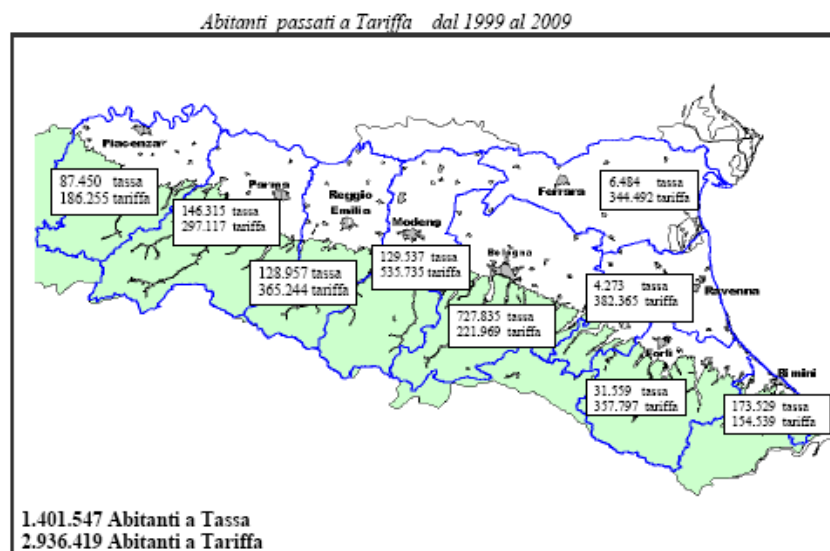 Abitanti passati a Tariffa dal 1999 al 2009
Piacenza
87.450 tassa
186.255 tariffa
Parma
146.315 tassa
297.117 tariffa
Reggio
Emilia
128.957 tassa
365.244 tariffa
Modena
129.537 tassa
535.735 tariffa
Bologna
727.835 tassa
221.969 tariffa
Ferrara
6.484 tassa
344.492 tariffa
4.273 tassa
382.365 tariffa
Ravenna
Forlì
31.559 tassa
357.797 tariffa
Rimini
173.529 tassa
154.539 tariffa
1.401.547 Abitanti a Tassa
2.936.419 Abitanti a Tariffa